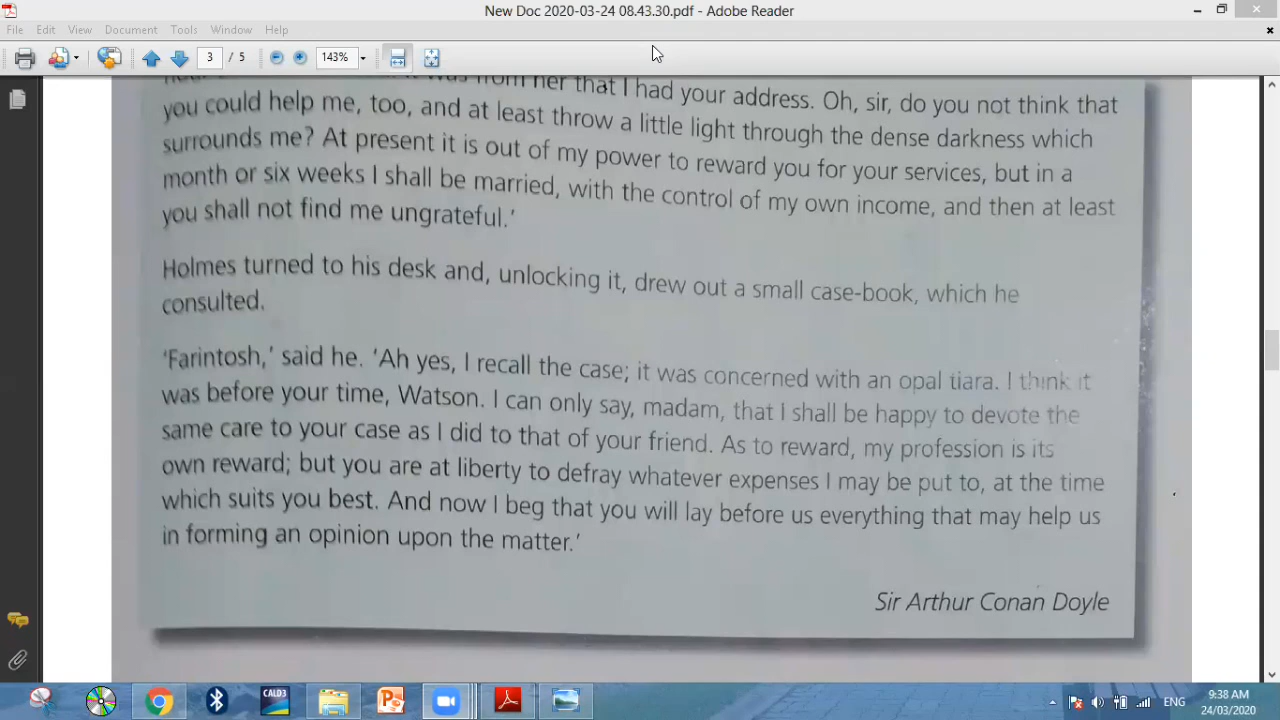 New Doc 2020-03-24 08.43.30.pdf - Adobe Reader
File Edit View Document Tools Window Help
3 / 5 143%
was from her that I had your address. Oh, sir, do you not think that
you could help me, too, and at least throw a little light through the dense darkness which
surrounds me? At present it is out of my power to reward you for your services, but in a
month or six weeks I shall be married, with the control of my own income, and then at least
you shall not find me ungrateful.'
Holmes turned to his desk and, unlocking it, drew out a small case-book, which he
consulted.
'Farintosh,' said he. 'Ah yes, I recall the case; it was concerned with an opal tiara. I think it
was before your time, Watson. I can only say, madam, that I shall be happy to devote the
same care to your case as I did to that of your friend. As to reward, my profession is its
own reward; but you are at liberty to defray whatever expenses I may be put to, at the time
which suits you best. And now I beg that you will lay before us everything that may help us
in forming an opinion upon the matter.'
Sir Arthur Conan Doyle
CALD3
ENG
9:38 AM
24/03/2020